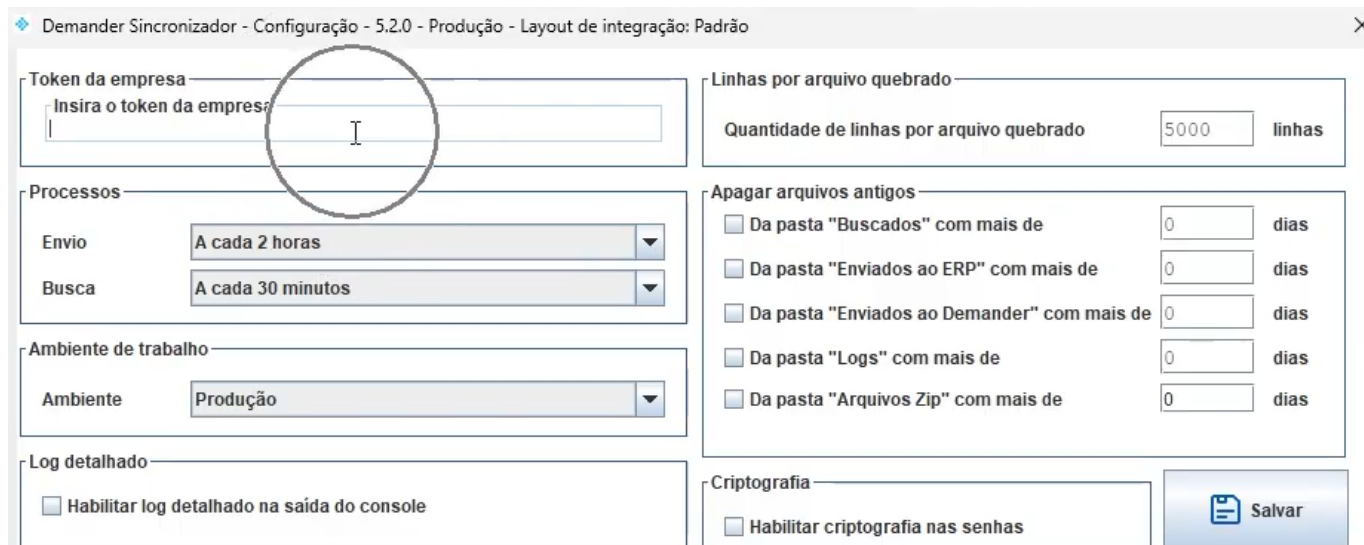 Demander Sincronizador - Configuração - 5.2.0 - Produção - Layout de integração: Padrão
Token da empresa
Insira o token da empresa
Processos
Envio A cada 2 horas
Busca A cada 30 minutos
Ambiente de trabalho
Ambiente Produção
Log detalhado
Habilitar log detalhado na saída do console
Linhas por arquivo quebrado
Quantidade de linhas por arquivo quebrado 5000 linhas
Apagar arquivos antigos
Da pasta "Buscados" com mais de 0 dias
Da pasta "Enviados ao ERP" com mais de 0 dias
Da pasta "Enviados ao Demander" com mais de 0 dias
Da pasta "Logs" com mais de 0 dias
Da pasta "Arquivos Zip" com mais de 0 dias
Criptografia
Habilitar criptografia nas senhas
Salvar